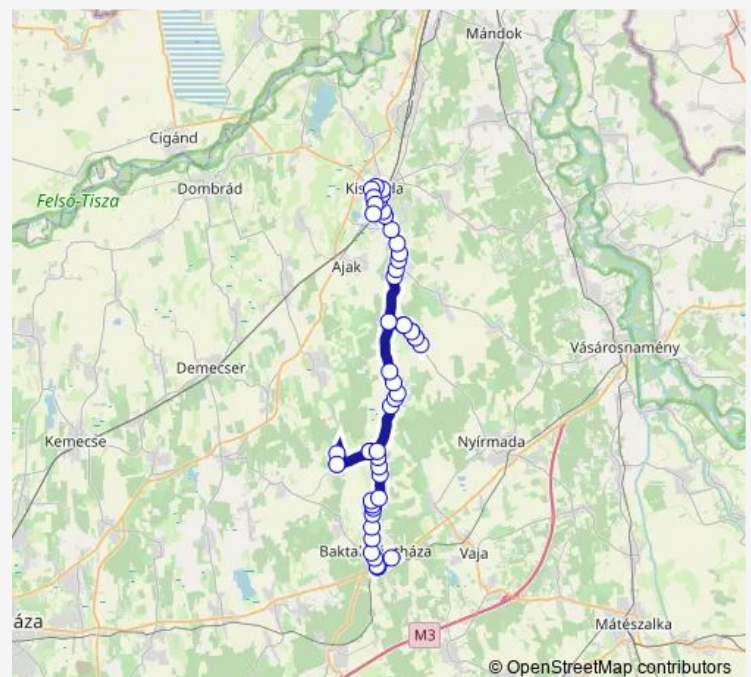 Mándok
Cigánd
Dombrád
Felső-Tisza
Ajak
Vásárosnamény
Demecser
Kemecse
Nyírmada
Vaja
áza
M3
Mátészalka
© OpenStreetMap contributors